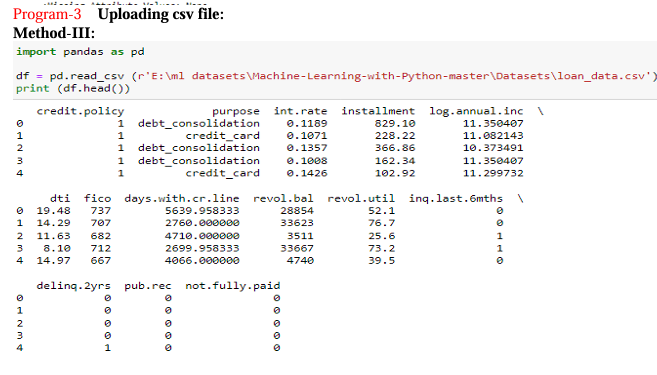 Program-3 Uploading csv file:
Method-III:
import pandas as pd
df = pd.read_csv (r'E:\ml datasets\Machine-Learning-with-Python-master\Datasets\loan_data.csv')
print (df.head())
credit.policy purpose int.rate installment log.annual.inc \
0 1 debt_consolidation 0.1189 829.10 11.350407
1 1 credit_card 0.1071 228.22 11.082143
2 1 debt_consolidation 0.1357 366.86 10.373491
3 1 debt_consolidation 0.1008 162.34 11.350407
4 1 credit_card 0.1426 102.92 11.299732
dti fico days.with.cr.line revol.bal revol.util inq.last.6mths \
0 19.48 737 5639.958333 28854 52.1 0
1 14.29 707 2760.000000 33623 76.7 0
2 11.63 682 4710.000000 3511 25.6 1
3 8.10 712 2699.958333 33667 73.2 1
4 14.97 667 4066.000000 4740 39.5 0
delinq.2yrs pub.rec not.fully.paid
0 0 0 0
1 0 0 0
2 0 0 0
3 0 0 0
4 1 0 0